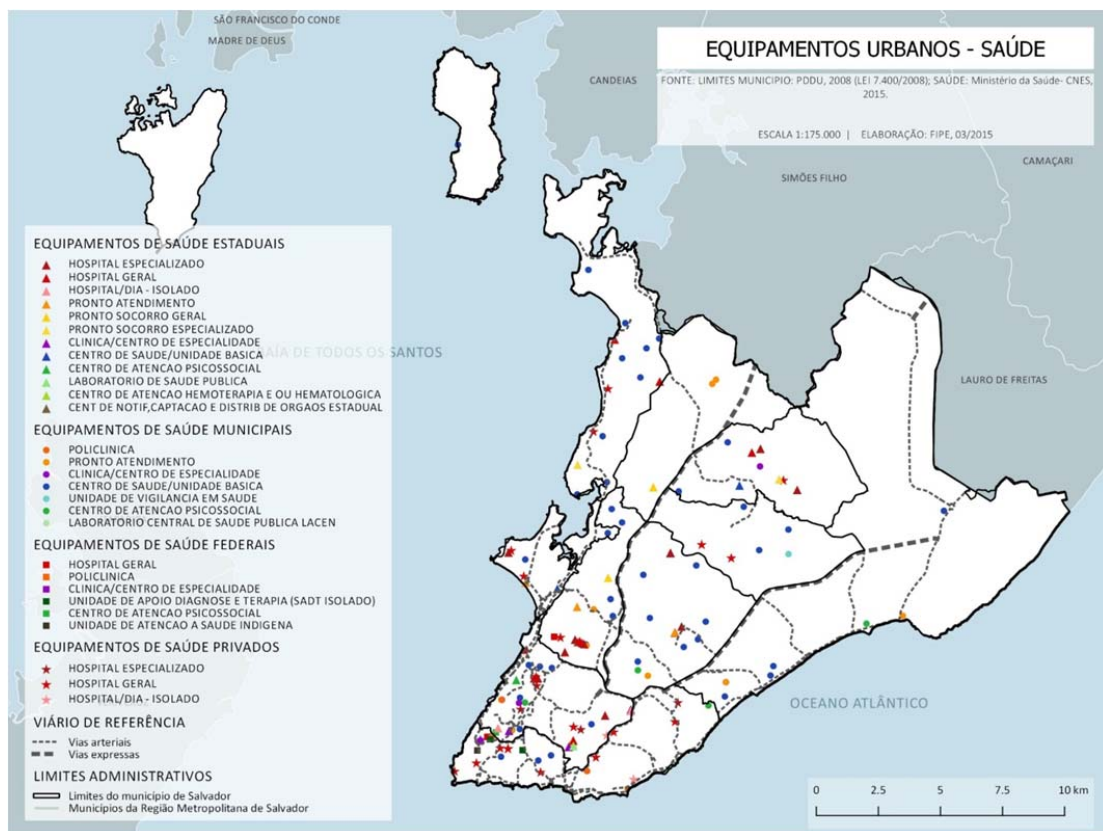 SÃO FRANCISCO DO CONDE
MADRE DE DEUS
EQUIPAMENTOS URBANOS - SAÚDE
FONTE: LIMITES MUNICIPIO: PDDU, 2008 (LEI 7.400/2008); SAÚDE: Ministério da Saúde- CNES,
2015.
ESCALA 1:175.000 | ELABORAÇÃO: FIPE, 03/2015
CANDEIAS
CAMAÇARI
SIMÕES FILHO
LAURO DE FREITAS
BAÍA DE TODOS OS SANTOS
OCEANO ATLÂNTICO
EQUIPAMENTOS DE SAÚDE ESTADUAIS
HOSPITAL ESPECIALIZADO
HOSPITAL GERAL
HOSPITAL/DIA - ISOLADO
PRONTO ATENDIMENTO
PRONTO SOCORRO GERAL
PRONTO SOCORRO ESPECIALIZADO
CLINICA/CENTRO DE ESPECIALIDADE
CENTRO DE SAUDE/UNIDADE BASICA
CENTRO DE ATENCAO PSICOSSOCIAL
LABORATORIO DE SAUDE PUBLICA
CENTRO DE ATENCAO HEMOTERAPIA E OU HEMATOLOGICA
CENT DE NOTIF,CAPTACAO E DISTRIB DE ORGAOS ESTADUAL
EQUIPAMENTOS DE SAÚDE MUNICIPAIS
POLICLINICA
PRONTO ATENDIMENTO
CLINICA/CENTRO DE ESPECIALIDADE
CENTRO DE SAUDE/UNIDADE BASICA
UNIDADE DE VIGILANCIA EM SAUDE
CENTRO DE ATENCAO PSICOSSOCIAL
LABORATORIO CENTRAL DE SAUDE PUBLICA LACEN
EQUIPAMENTOS DE SAÚDE FEDERAIS
HOSPITAL GERAL
POLICLINICA
CLINICA/CENTRO DE ESPECIALIDADE
UNIDADE DE APOIO DIAGNOSE E TERAPIA (SADT ISOLADO)
CENTRO DE ATENCAO PSICOSSOCIAL
UNIDADE DE ATENCAO A SAUDE INDIGENA
EQUIPAMENTOS DE SAÚDE PRIVADOS
HOSPITAL ESPECIALIZADO
HOSPITAL GERAL
HOSPITAL/DIA - ISOLADO
VIÁRIO DE REFERÊNCIA
Vias arteriais
Vias expressas
LIMITES ADMINISTRATIVOS
Limites do município de Salvador
Municípios da Região Metropolitana de Salvador
0 2.5 5 7.5 10 km